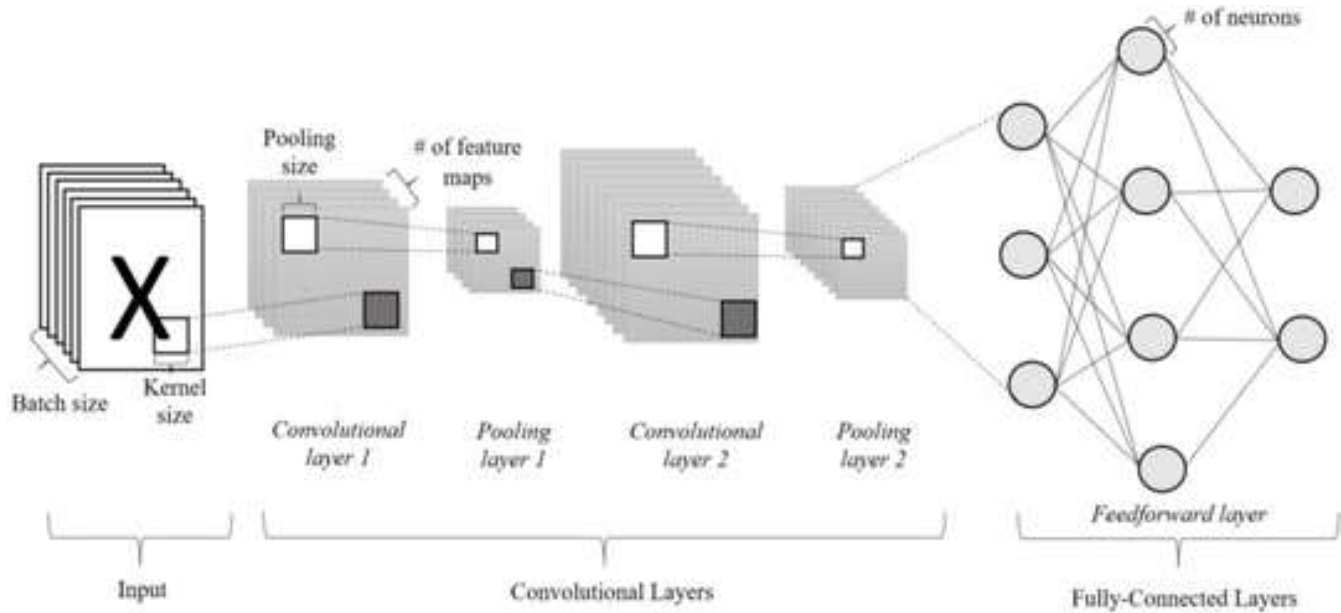 # of neurons
Pooling
size
# of feature
maps
X
Batch size
Kernel
size
Convolutional
layer 1
Pooling
layer 1
Convolutional
layer 2
Pooling
layer 2
Feedforward layer
Input
Convolutional Layers
Fully-Connected Layers